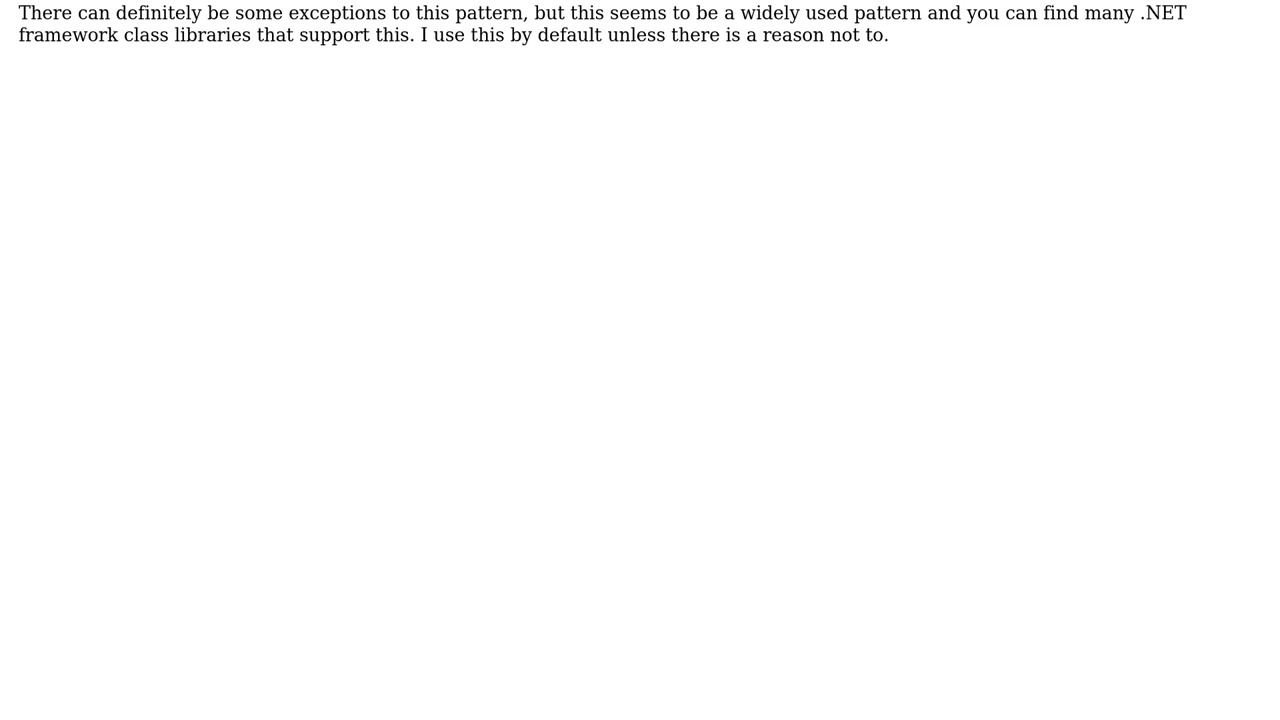 There can definitely be some exceptions to this pattern, but this seems to be a widely used pattern and you can find many .NET
framework class libraries that support this. I use this by default unless there is a reason not to.